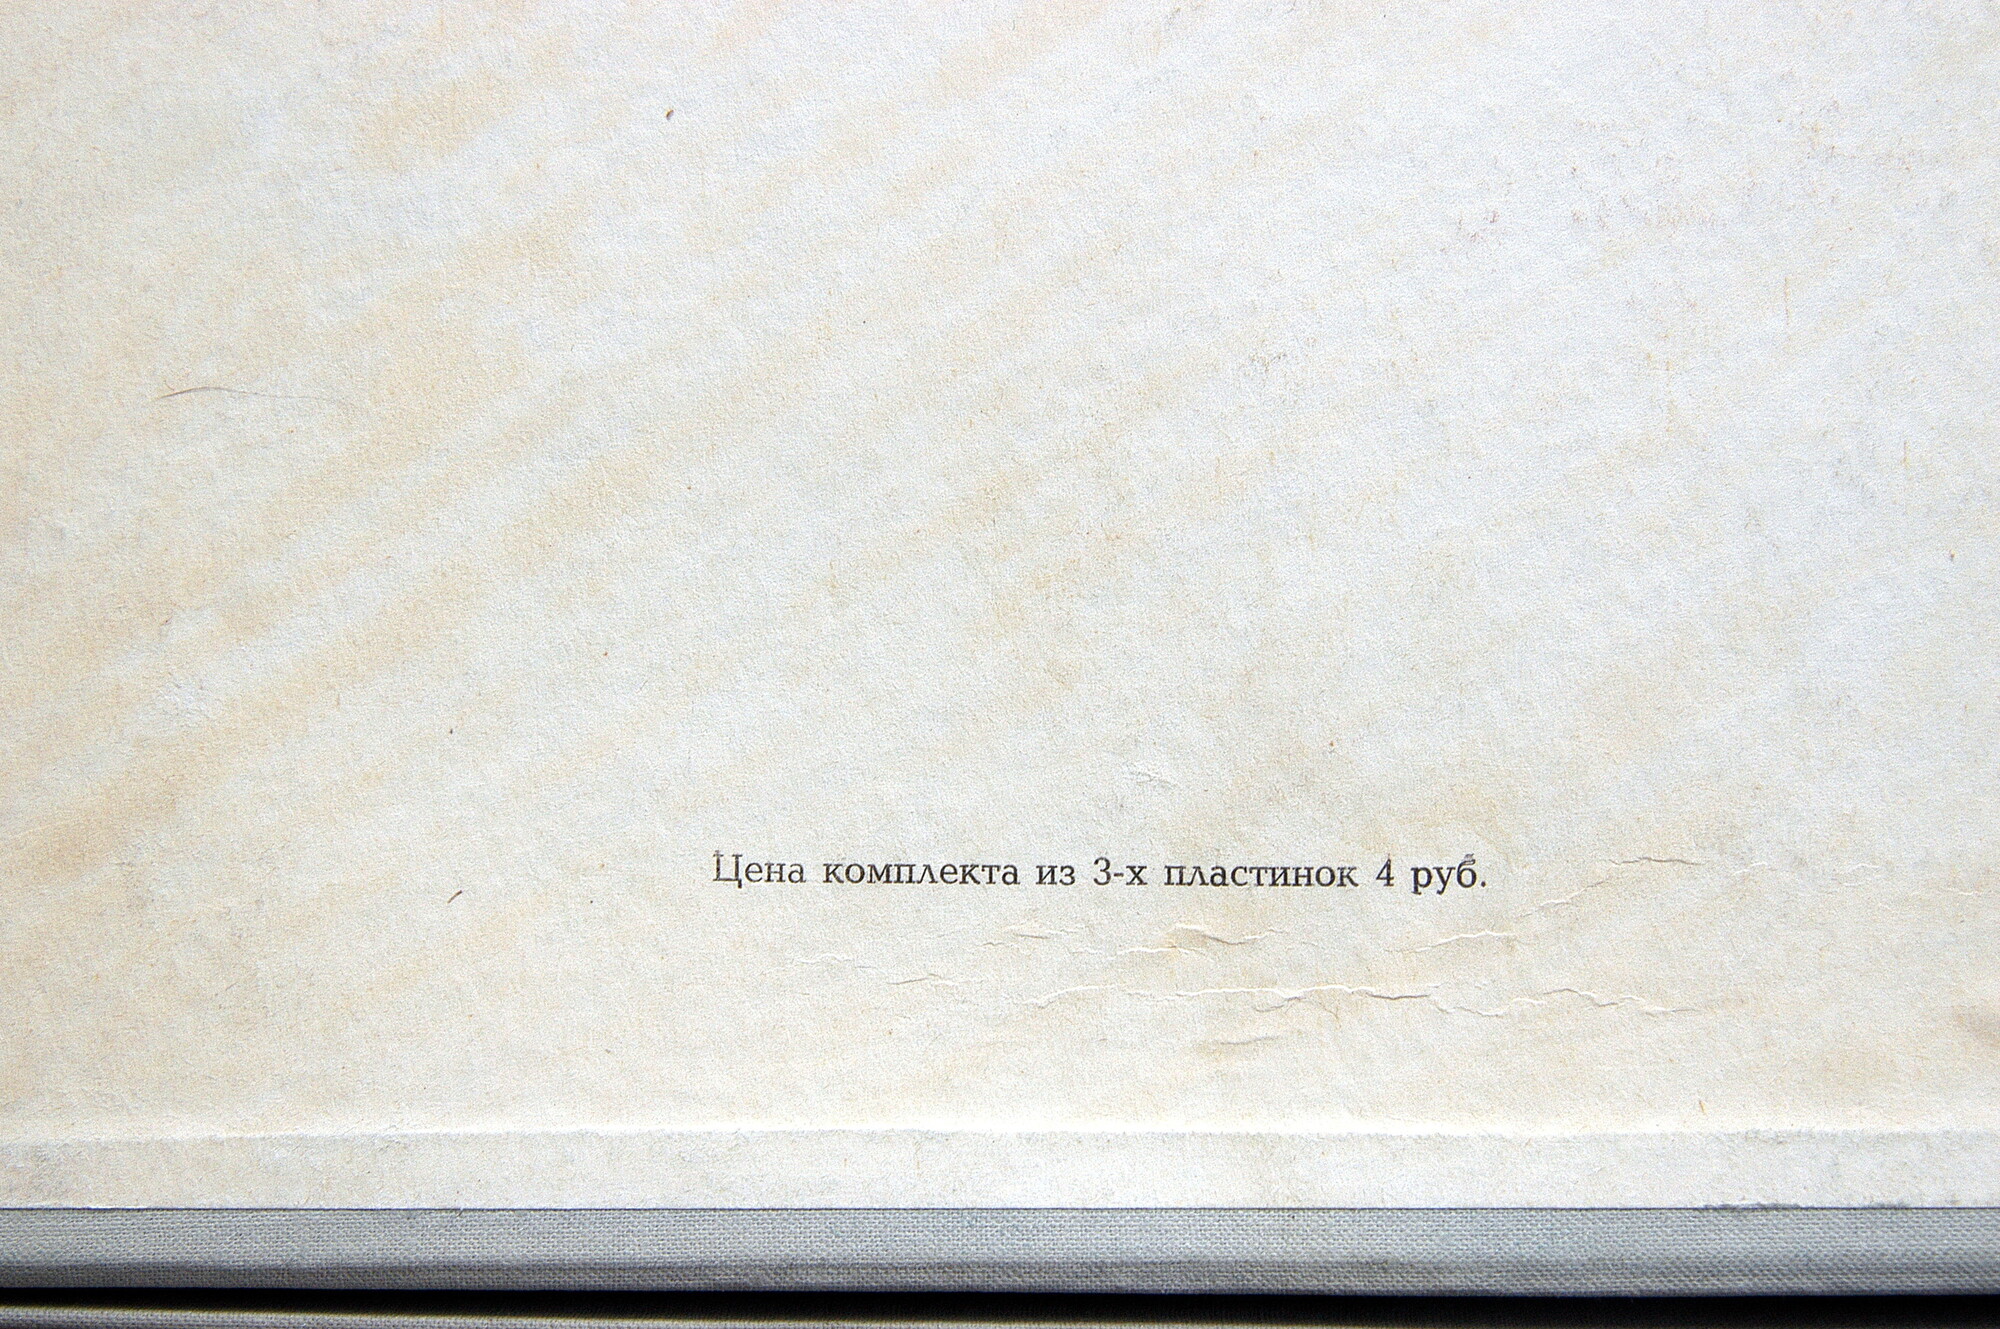 Цена комплекта из 3-х пластинок 4 руб.